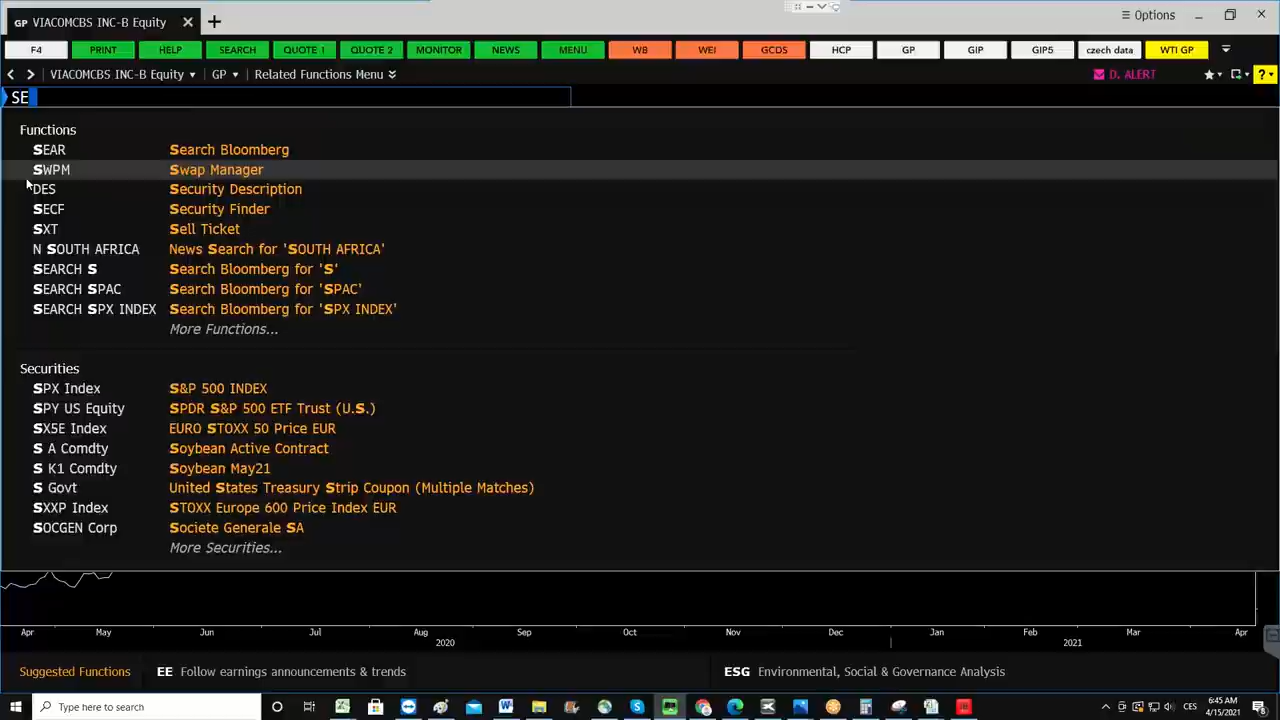 GP VIACOMCBS INC-B Equity
Options
F4 PRINT HELP SEARCH QUOTE 1 QUOTE 2 MONITOR NEWS MENU WB WEI GCDS HCP GP GIP GIP5 czech data WTI GP
VIACOMCBS INC-B Equity GP Related Functions Menu D. ALERT ?
SE
Functions
SEAR Search Bloomberg
SWPM Swap Manager
DES Security Description
SECF Security Finder
SXT Sell Ticket
N SOUTH AFRICA News Search for 'SOUTH AFRICA'
SEARCH S Search Bloomberg for 'S'
SEARCH SPAC Search Bloomberg for 'SPAC'
SEARCH SPX INDEX Search Bloomberg for 'SPX INDEX'
More Functions...
Securities
SPX Index S&P 500 INDEX
SPY US Equity SPDR S&P 500 ETF Trust (U.S.)
SX5E Index EURO STOXX 50 Price EUR
S A Comdty Soybean Active Contract
S K1 Comdty Soybean May21
S Govt United States Treasury Strip Coupon (Multiple Matches)
SXXP Index STOXX Europe 600 Price Index EUR
SOCGEN Corp Societe Generale SA
More Securities...
Apr May Jun Jul Aug Sep Oct Nov Dec Jan Feb Mar Apr
2020 2021
Suggested Functions EE Follow earnings announcements & trends ESG Environmental, Social & Governance Analysis
Type here to search
CES
6:45 AM
4/15/2021